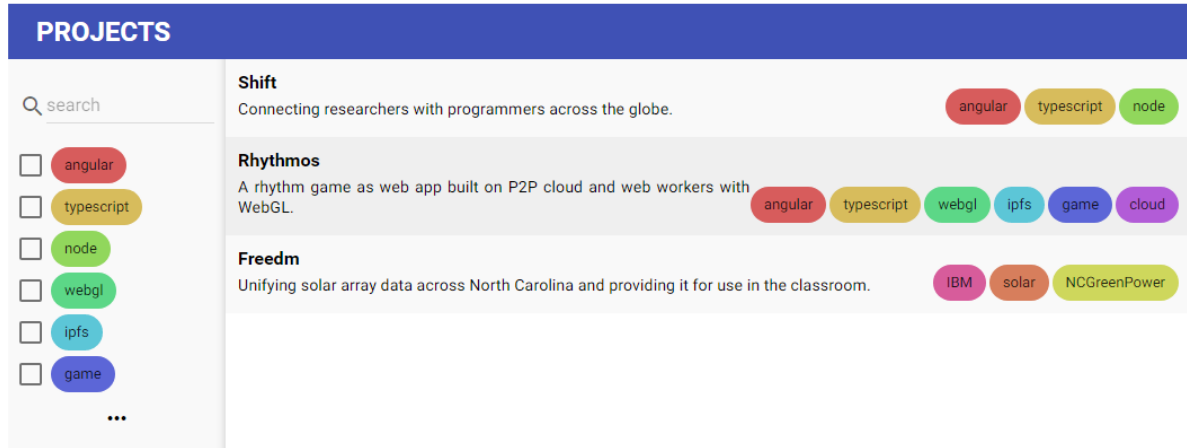 PROJECTS
search
angular
typescript
node
webgl
ipfs
game
...
Shift
Connecting researchers with programmers across the globe.
angular typescript node
Rhythmos
A rhythm game as web app built on P2P cloud and web workers with
WebGL.
angular typescript webgl ipfs game cloud
Freedm
Unifying solar array data across North Carolina and providing it for use in the classroom.
IBM solar NCGreenPower